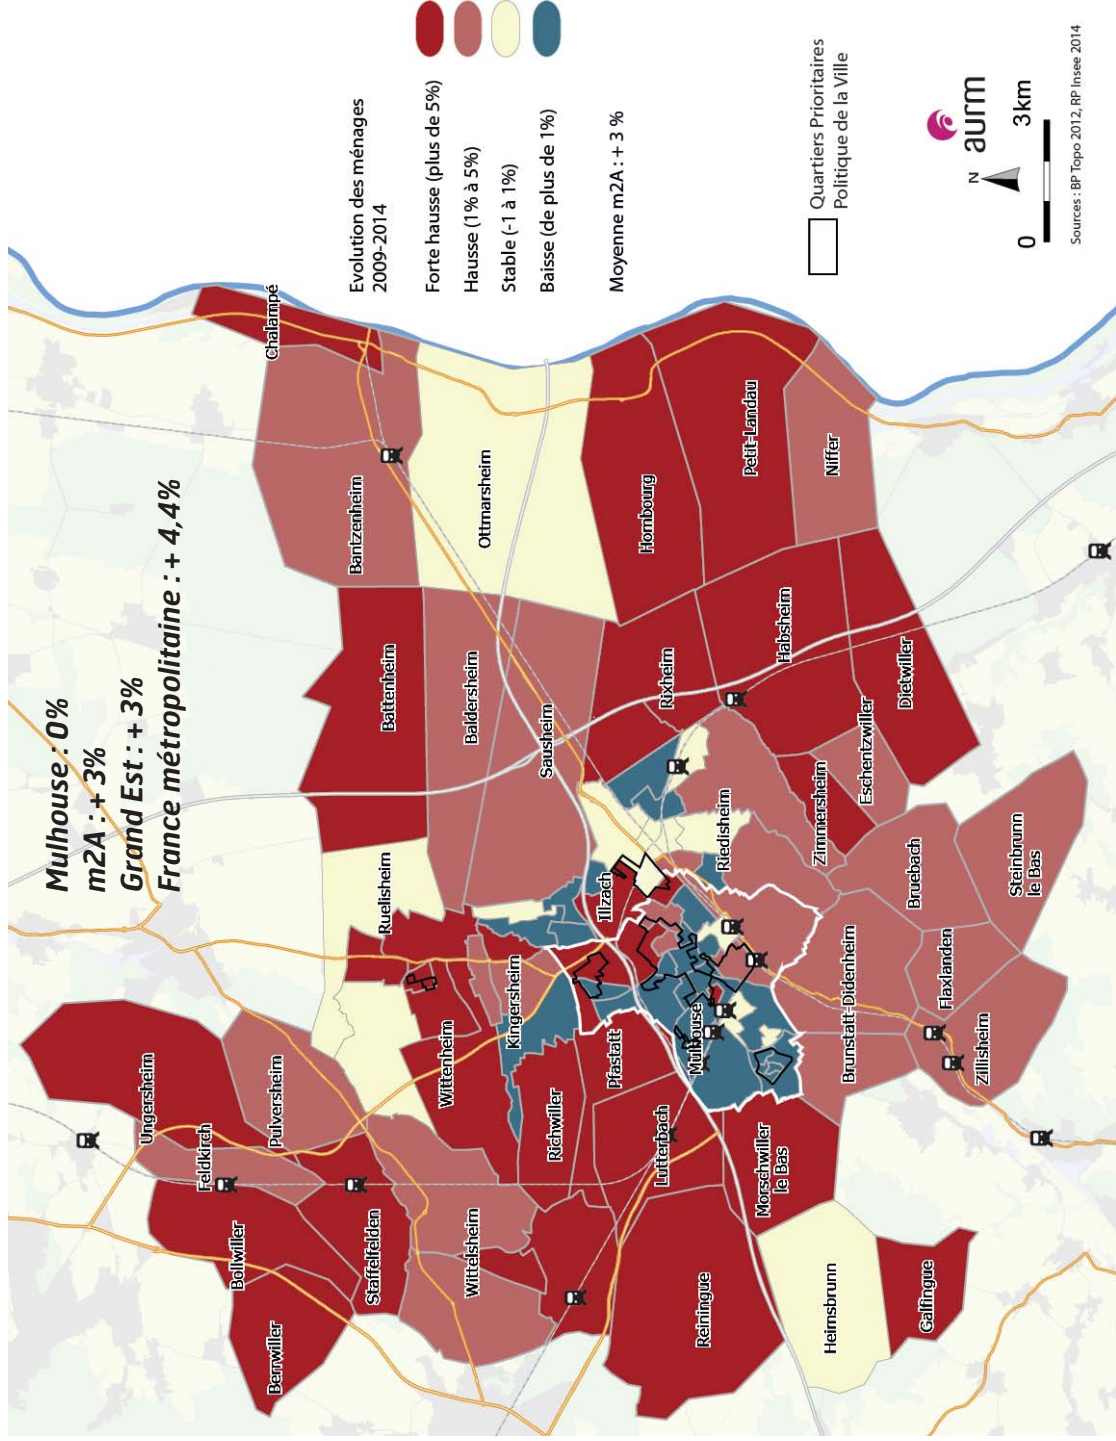 Mulhouse : 0%
m2A : + 3%
Grand Est : + 3%
France métropolitaine : + 4,4%
Evolution des ménages
2009-2014
Forte hausse (plus de 5%)
Hausse (1% à 5%)
Stable (-1 à 1%)
Baisse (de plus de 1%)
Moyenne m2A : + 3 %
Quartiers Prioritaires
Politique de la Ville
N
aurm
0
3km
Sources : BP Topo 2012, RP Insee 2014
Chalampé
Bantzenheim
Ottmarsheim
Hombourg
Petit-Landau
Niffer
Battenheim
Baldersheim
Sausheim
Rixheim
Habsheim
Dietwiller
Eschentzwiller
Zimmersheim
Riedisheim
Ruelisheim
Illzach
Bruebach
Steinbrunn
le Bas
Kingersheim
Wittenheim
Flaxlanden
Brunstatt-Didenheim
Zillisheim
Mulhouse
Pfastatt
Ungersheim
Pulversheim
Feldkirch
Richwiller
Lutterbach
Morschwiller
le Bas
Bollwiller
Staffelfelden
Wittelsheim
Berrwiller
Reiningue
Heimsbrunn
Galfingue